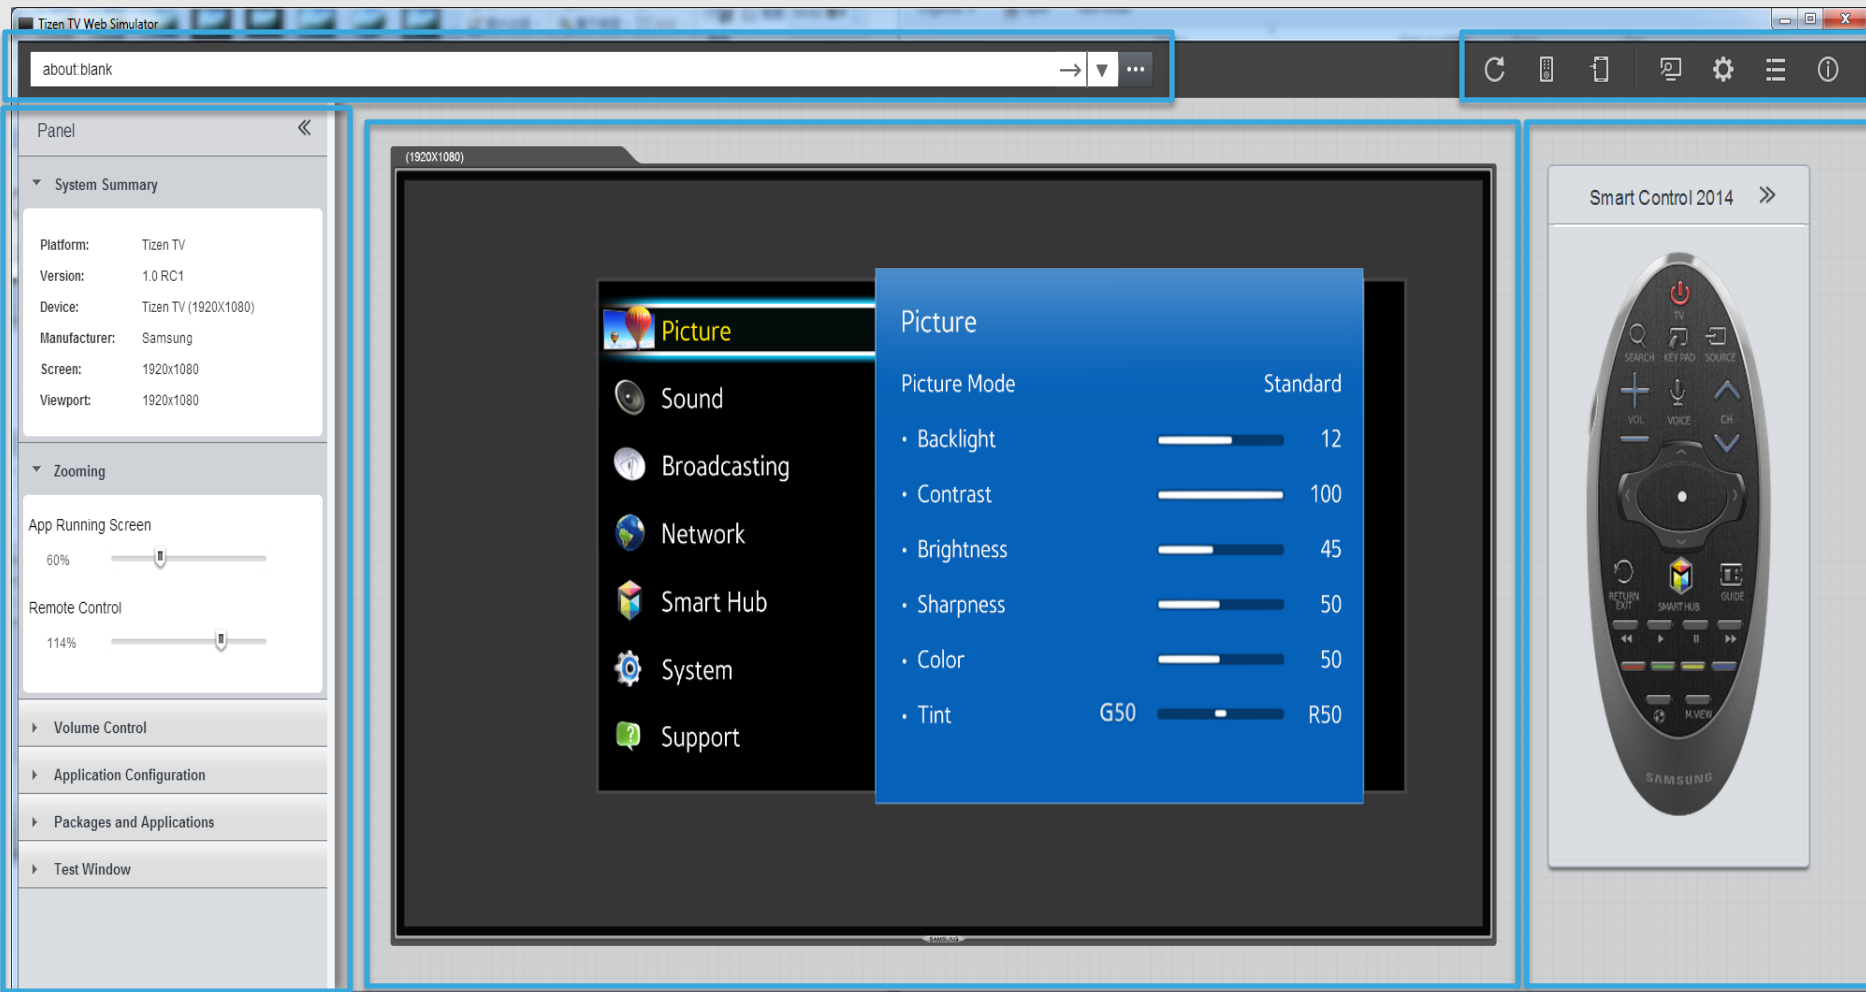 Tizen TV Web Simulator
about:blank
Panel
System Summary
Platform: Tizen TV
Version: 1.0 RC1
Device: Tizen TV (1920X1080)
Manufacturer: Samsung
Screen: 1920x1080
Viewport: 1920x1080
Zooming
App Running Screen
60%
Remote Control
114%
Volume Control
Application Configuration
Packages and Applications
Test Window
(1920X1080)
Picture
Sound
Broadcasting
Network
Smart Hub
System
Support
Picture
Picture Mode Standard
• Backlight 12
• Contrast 100
• Brightness 45
• Sharpness 50
• Color 50
• Tint G50 R50
SAMSUNG
Smart Control 2014
TV
SEARCH KEY PAD SOURCE
VOL VOICE CH
RETURN
EXIT SMART HUB GUIDE
M.VIEW
SAMSUNG